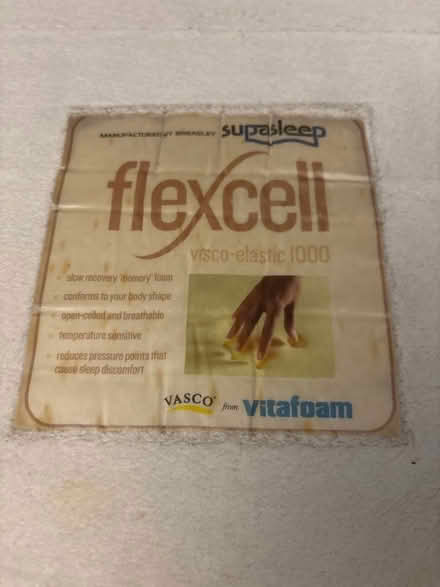 MANUFACTURED BY BREASLEY supasleep
flexcell
visco-elastic 1000
slow recovery 'memory' foam
conforms to your body shape
open-celled and breathable
temperature sensitive
reduces pressure points that
cause sleep discomfort
VASCO from Vitafoam